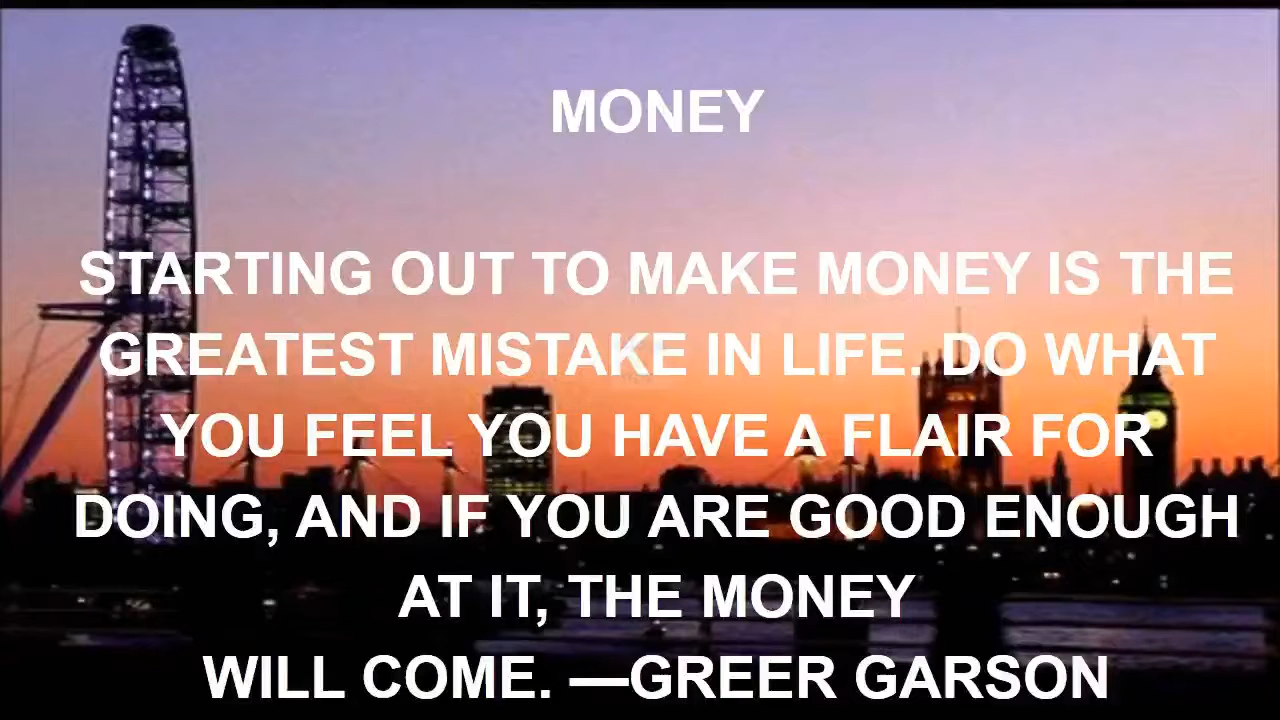 MONEY
STARTING OUT TO MAKE MONEY IS THE
GREATEST MISTAKE IN LIFE. DO WHAT
YOU FEEL YOU HAVE A FLAIR FOR
DOING, AND IF YOU ARE GOOD ENOUGH
AT IT, THE MONEY
WILL COME. —GREER GARSON